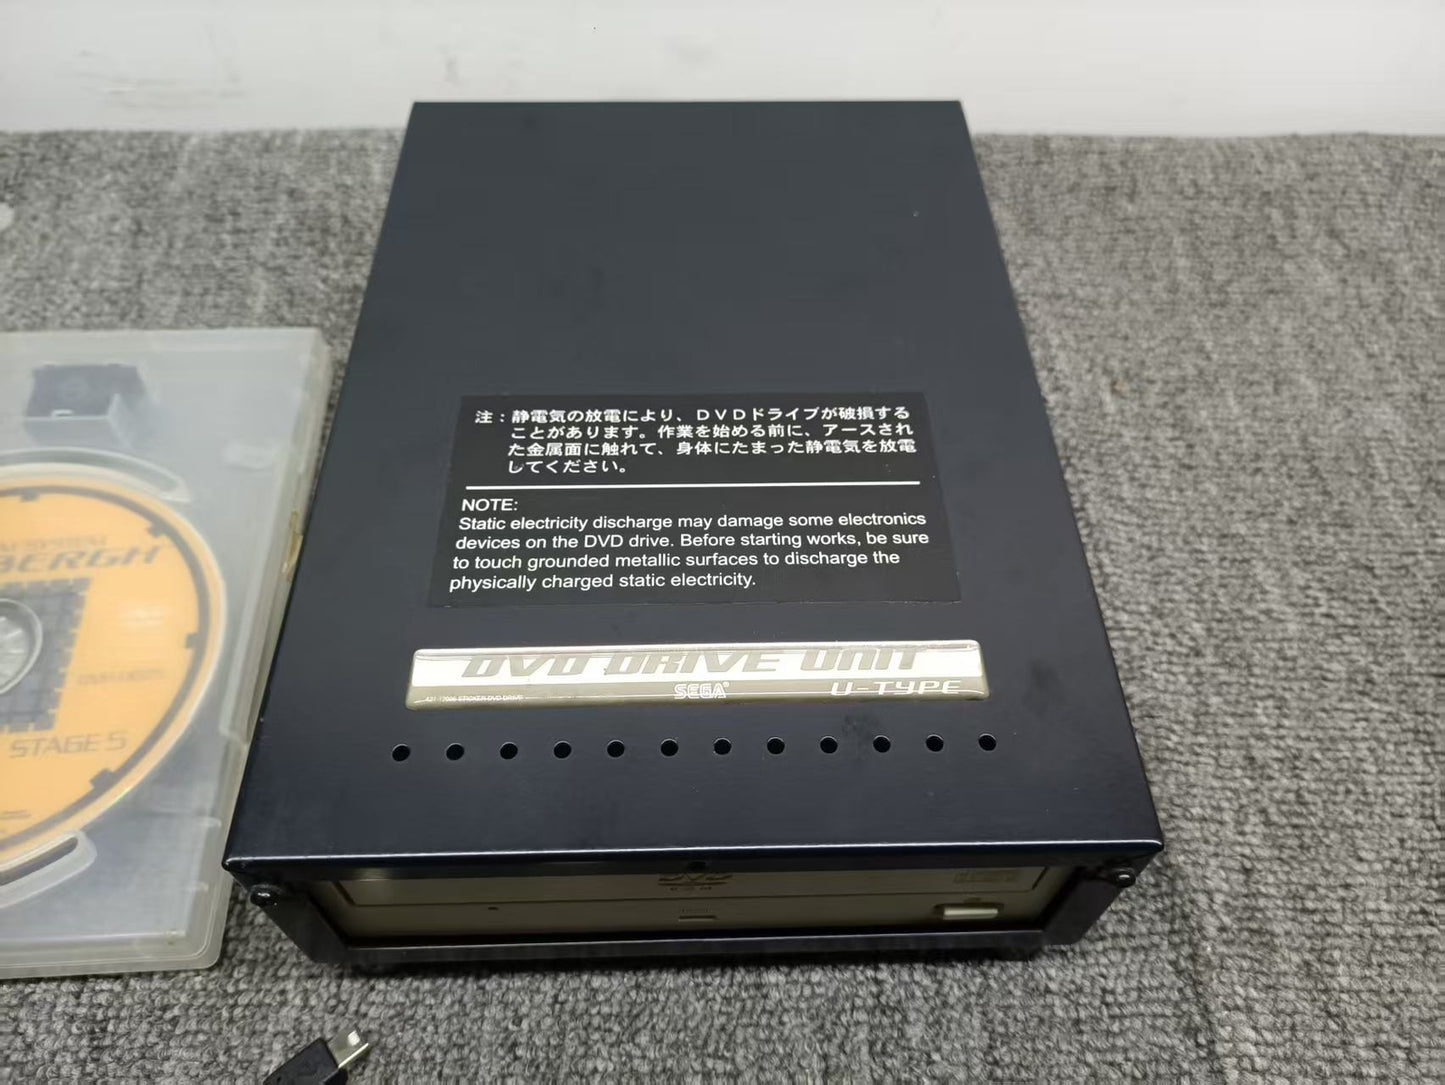 注：静電気の放電により、ＤＶＤドライブが破損する
ことがあります。作業を始める前に、アースされ
た金属面に触れて、身体にたまった静電気を放電
してください。
NOTE:
Static electricity discharge may damage some electronics
devices on the DVD drive. Before starting works, be sure
to touch grounded metallic surfaces to discharge the
physically charged static electricity.
DVD DRIVE UNIT
SEGA®
U-TYPE
BERGH
STAGE 5
DVD